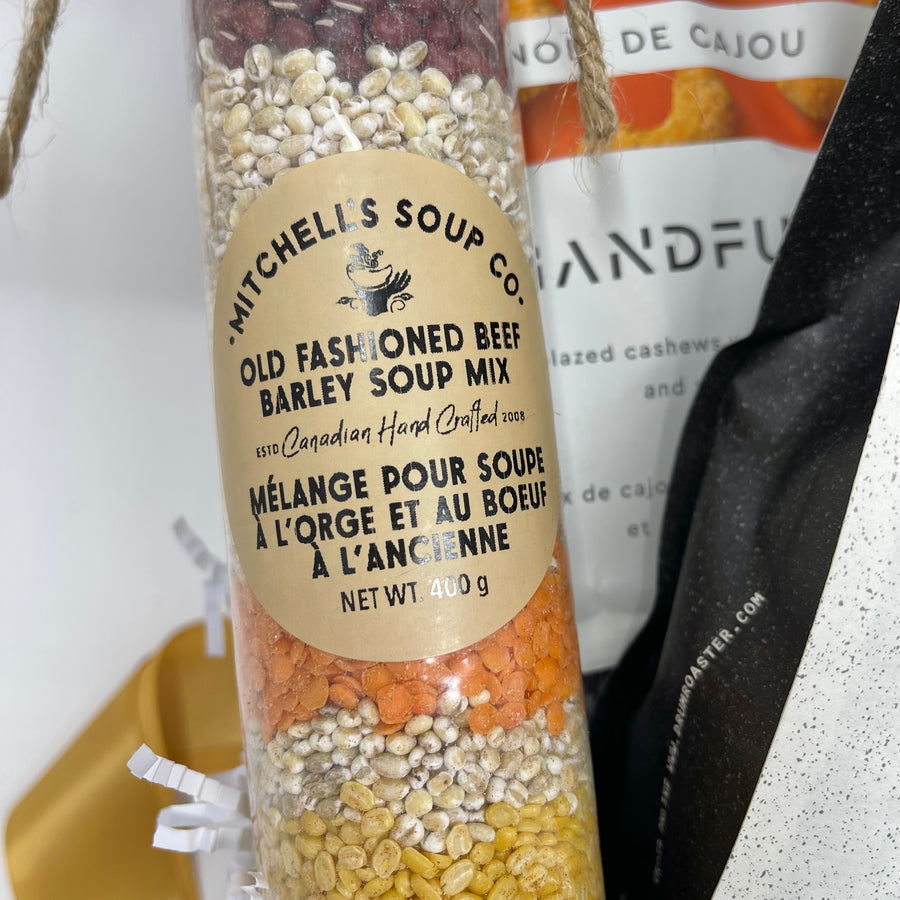 MITCHELL'S SOUP CO.
OLD FASHIONED BEEF
BARLEY SOUP MIX
ESTD Canadian Hand Crafted 2008
MÉLANGE POUR SOUPE
À L'ORGE ET AU BOEUF
À L'ANCIENNE
NET WT. 400 g
DE CAJOU
HANDFU
lazed cashews
and
de cajo
et